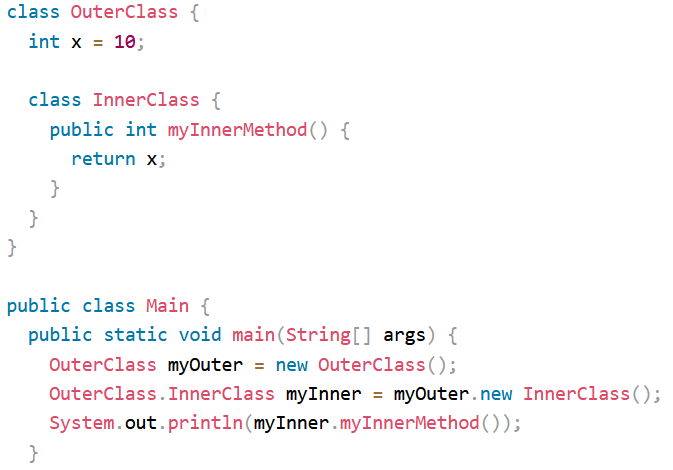 class OuterClass {
  int x = 10;

  class InnerClass {
    public int myInnerMethod() {
      return x;
    }
  }
}

public class Main {
  public static void main(String[] args) {
    OuterClass myOuter = new OuterClass();
    OuterClass.InnerClass myInner = myOuter.new InnerClass();
    System.out.println(myInner.myInnerMethod());
  }